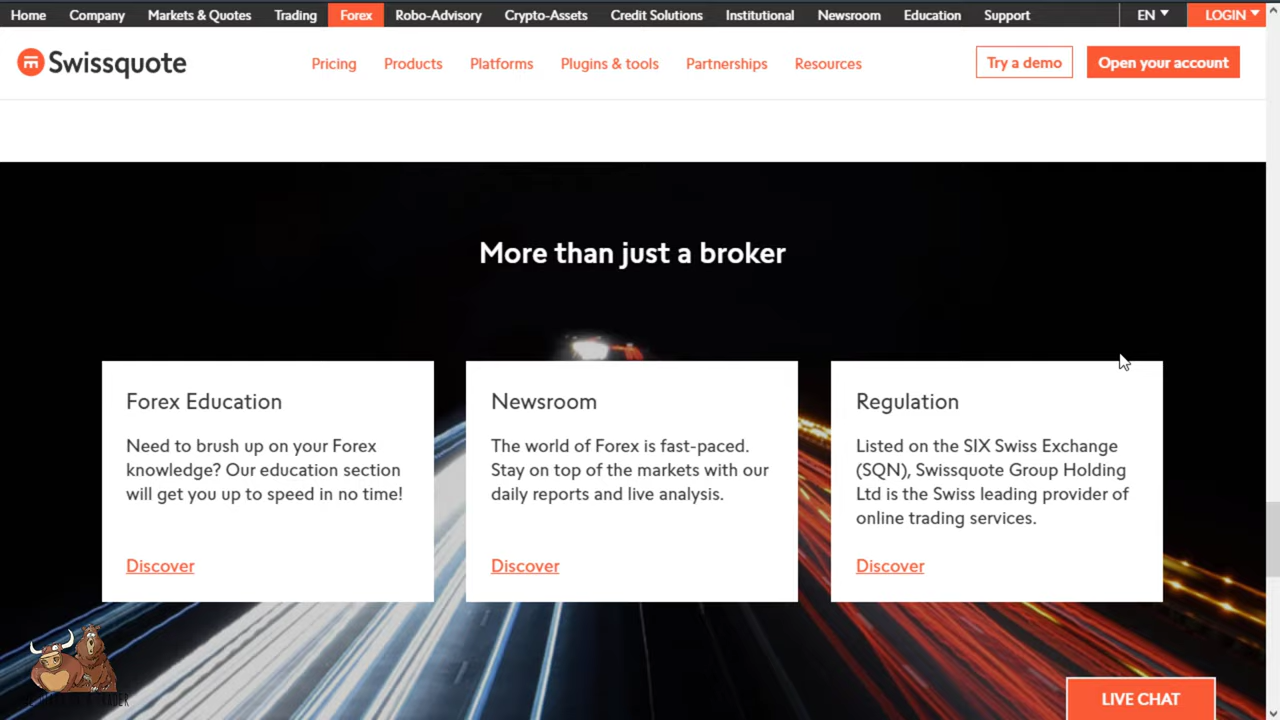 Home Company Markets & Quotes Trading Forex Robo-Advisory Crypto-Assets Credit Solutions Institutional Newsroom Education Support EN LOGIN
Swissquote Pricing Products Platforms Plugins & tools Partnerships Resources Try a demo Open your account
More than just a broker
Forex Education
Need to brush up on your Forex
knowledge? Our education section
will get you up to speed in no time!
Discover
Newsroom
The world of Forex is fast-paced.
Stay on top of the markets with our
daily reports and live analysis.
Discover
Regulation
Listed on the SIX Swiss Exchange
(SQN), Swissquote Group Holding
Ltd is the Swiss leading provider of
online trading services.
Discover
LIVE CHAT